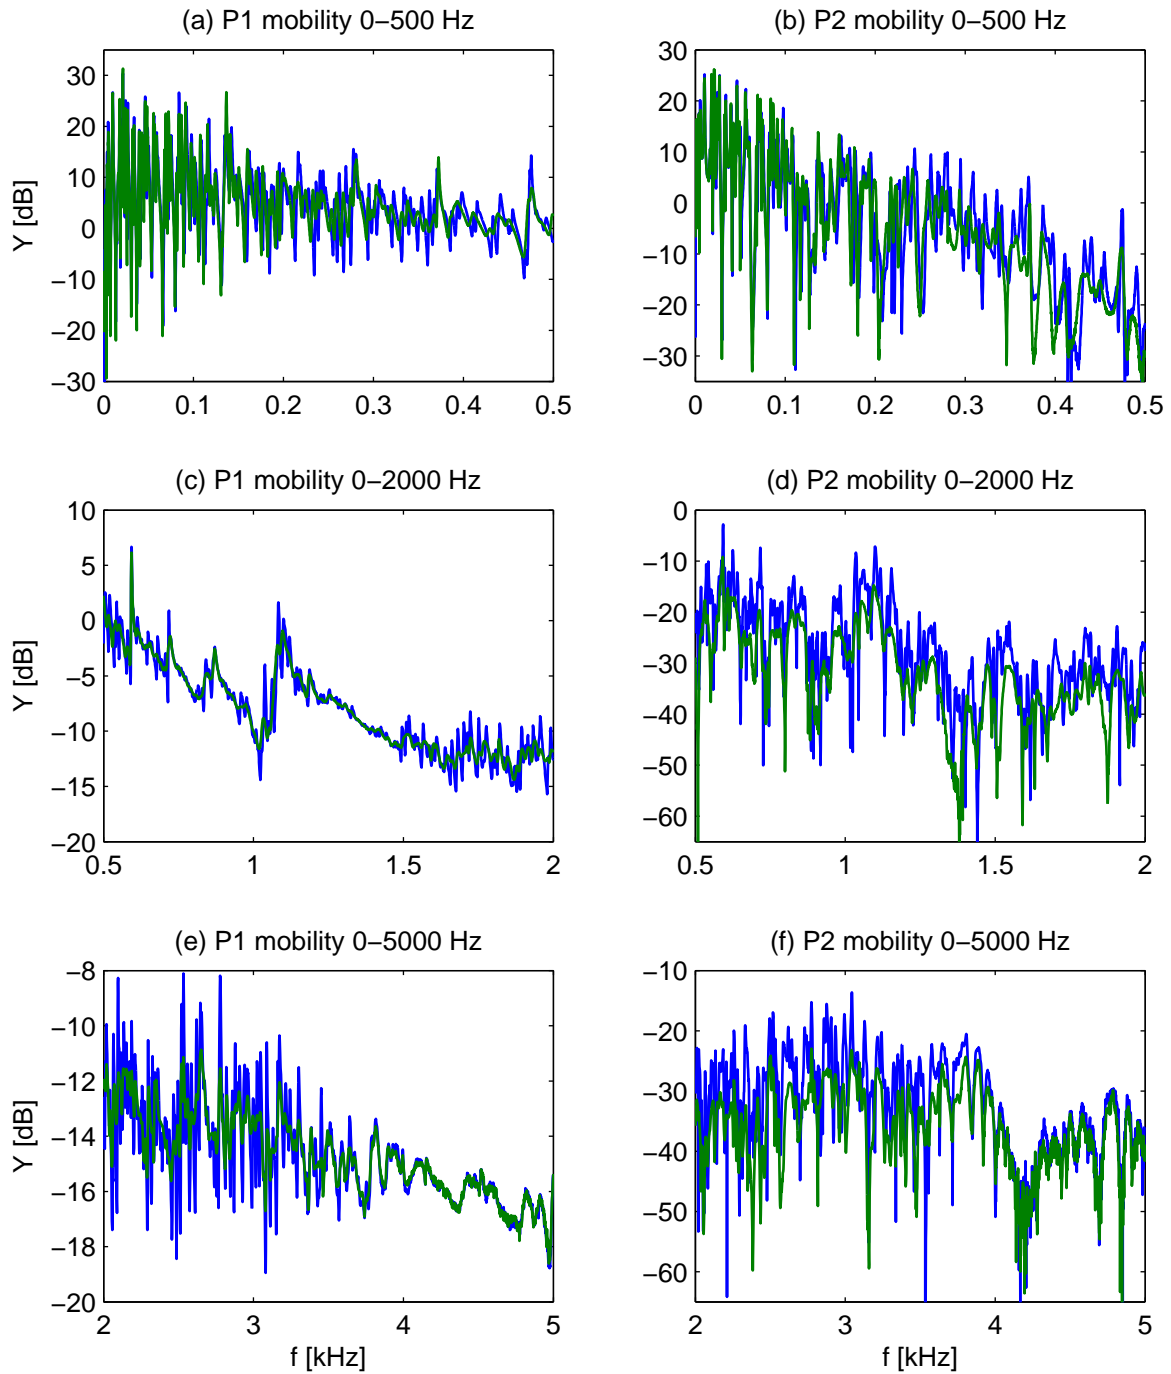 (a) P1 mobility 0–500 Hz
(b) P2 mobility 0–500 Hz
30
20
10
0
−10
−20
−30
Y [dB]
0 0.1 0.2 0.3 0.4 0.5
30
20
10
0
−10
−20
−30
0 0.1 0.2 0.3 0.4 0.5
(c) P1 mobility 0–2000 Hz
(d) P2 mobility 0–2000 Hz
10
5
0
−5
−10
−15
−20
Y [dB]
0.5 1 1.5 2
0
−10
−20
−30
−40
−50
−60
0.5 1 1.5 2
(e) P1 mobility 0–5000 Hz
(f) P2 mobility 0–5000 Hz
−8
−10
−12
−14
−16
−18
−20
Y [dB]
2 3 4 5
f [kHz]
−10
−20
−30
−40
−50
−60
2 3 4 5
f [kHz]